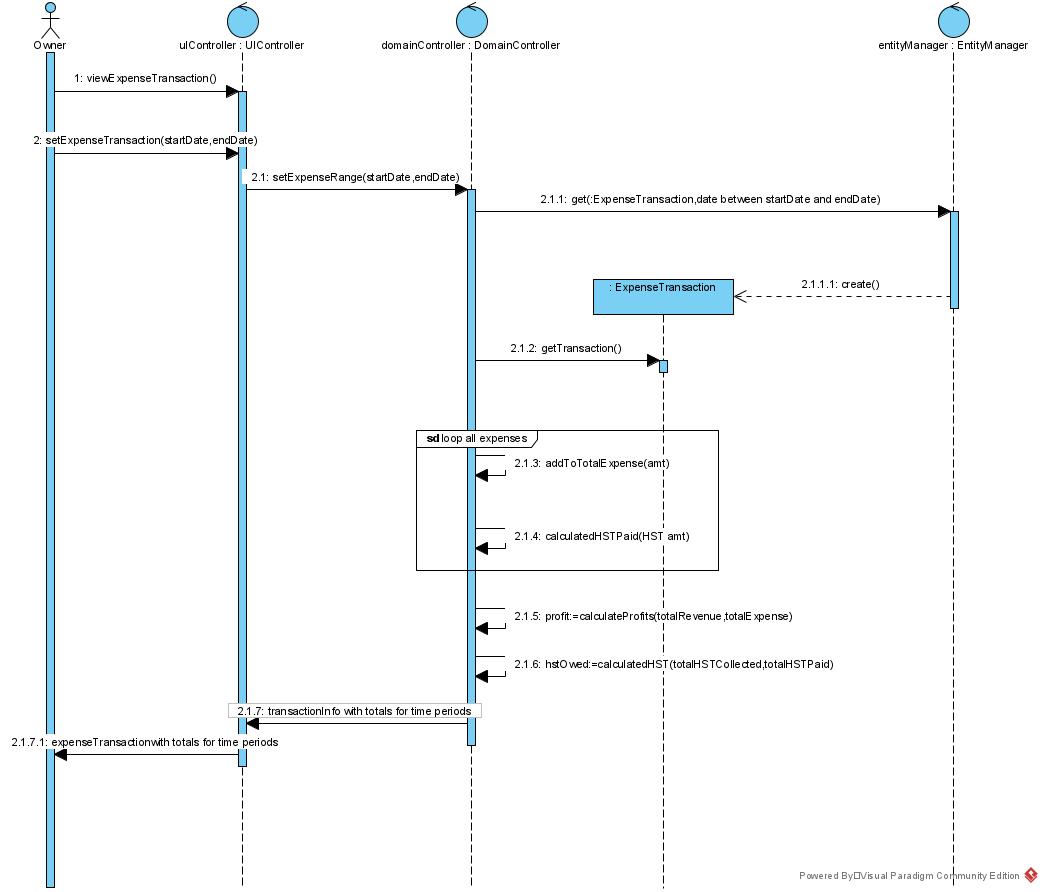 Owner
uIController : UIController
domainController : DomainController
entityManager : EntityManager
1: viewExpenseTransaction()
2: setExpenseTransaction(startDate,endDate)
2.1: setExpenseRange(startDate,endDate)
2.1.1: get(:ExpenseTransaction,date between startDate and endDate)
: ExpenseTransaction
2.1.1.1: create()
2.1.2: getTransaction()
sd loop all expenses
2.1.3: addToTotalExpense(amt)
2.1.4: calculatedHSTPaid(HST amt)
2.1.5: profit:=calculateProfits(totalRevenue,totalExpense)
2.1.6: hstOwed:=calculatedHST(totalHSTCollected,totalHSTPaid)
2.1.7: transactionInfo with totals for time periods
2.1.7.1: expenseTransactionwith totals for time periods
Powered By Visual Paradigm Community Edition